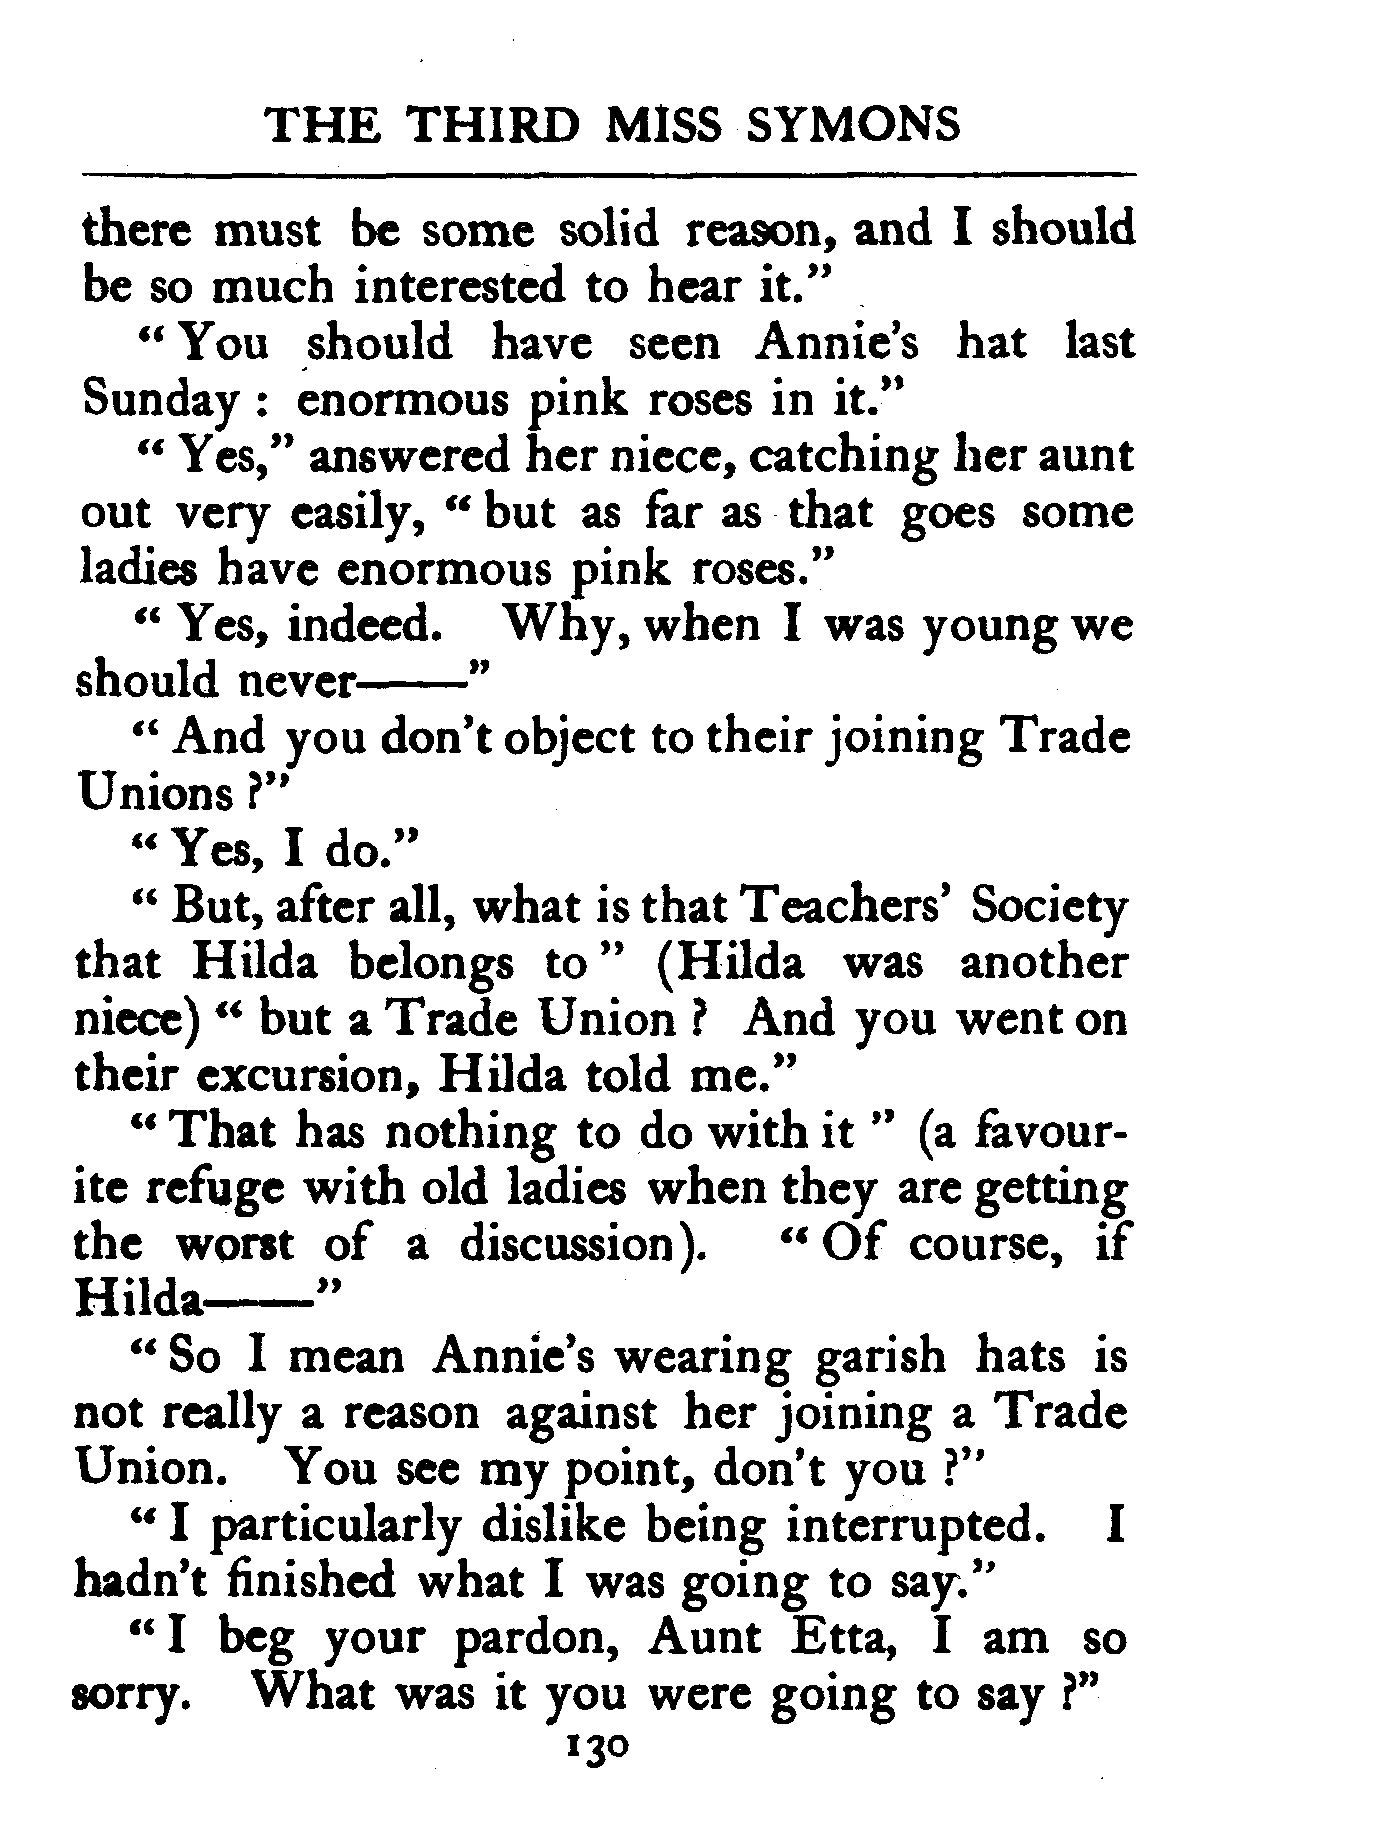 THE THIRD MISS SYMONS
there must be some solid reason, and I should
be so much interested to hear it."
" You should have seen Annie's hat last
Sunday : enormous pink roses in it."
" Yes," answered her niece, catching her aunt
out very easily, " but as far as that goes some
ladies have enormous pink roses."
" Yes, indeed. Why, when I was young we
should never——"
" And you don't object to their joining Trade
Unions ?"
" Yes, I do."
" But, after all, what is that Teachers' Society
that Hilda belongs to " (Hilda was another
niece) " but a Trade Union ? And you went on
their excursion, Hilda told me."
" That has nothing to do with it " (a favour-
ite refuge with old ladies when they are getting
the worst of a discussion). " Of course, if
Hilda——"
" So I mean Annie's wearing garish hats is
not really a reason against her joining a Trade
Union. You see my point, don't you ?"
" I particularly dislike being interrupted. I
hadn't finished what I was going to say."
" I beg your pardon, Aunt Etta, I am so
sorry. What was it you were going to say ?"
130